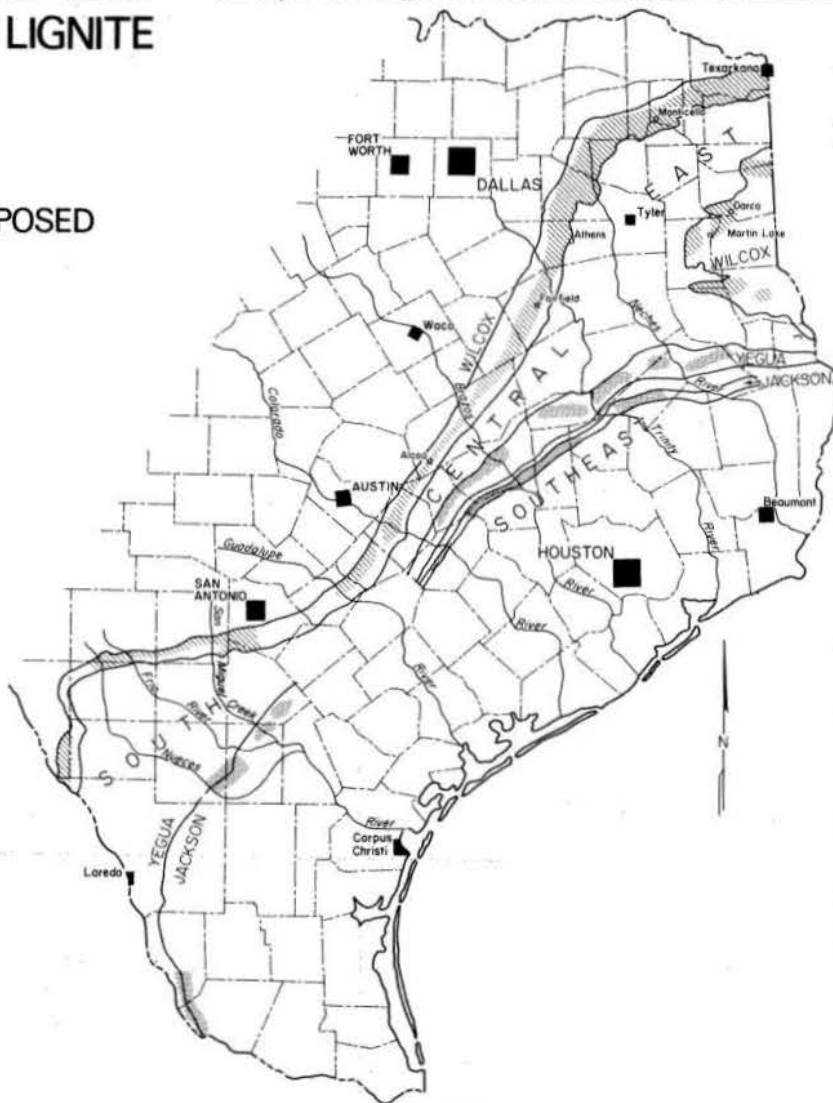 LIGNITE
POSED
Texarkana
Monticello
FORT WORTH
DALLAS
EAST
Tyler
Darco
Martin Lake
Athens
WILCOX
Fairfield
WILCOX
Waco
Neches
River
YEGUA
JACKSON
CENTRAL
Brazos
Colorado
Alcoa
AUSTIN
Trinity
River
SOUTHEAST
Beaumont
HOUSTON
Guadalupe
SAN ANTONIO
San Miguel Creek
River
River
River
Frio
River
SOUTH
Nueces
River
N
YEGUA
JACKSON
Corpus Christi
Laredo